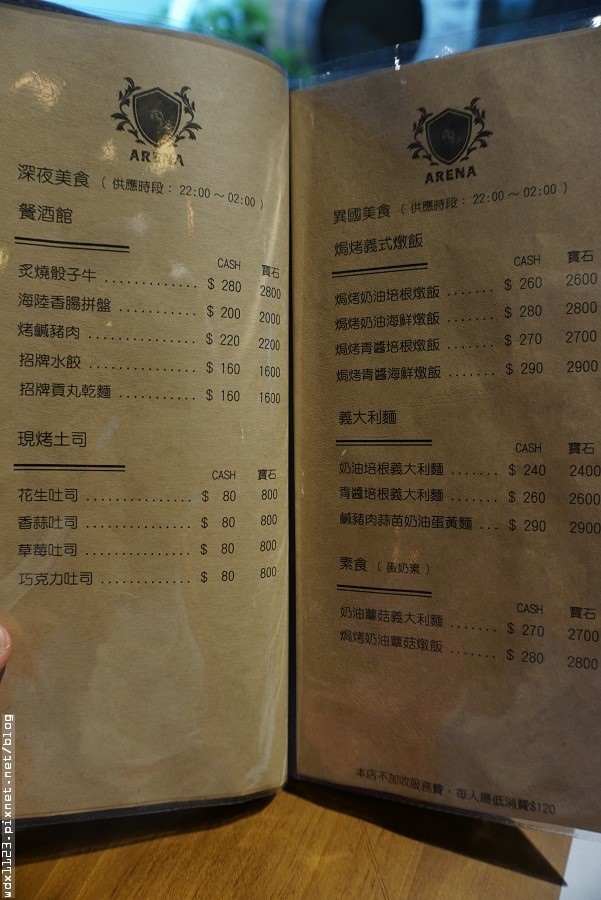 ARENA
深夜美食 ( 供應時段: 22:00 ~ 02:00 )
餐酒館
CASH 寶石
炙燒骰子牛 ............ $ 280 2800
海陸香腸拼盤 ........... $ 200 2000
烤鹹豬肉 ............... $ 220 2200
招牌水餃 ............... $ 160 1600
招牌貢丸乾麵 ........... $ 160 1600
現烤土司
CASH 寶石
花生吐司 ............... $ 80 800
香蒜吐司 ............... $ 80 800
草莓吐司 ............... $ 80 800
巧克力吐司 ............. $ 80 800
ARENA
異國美食 ( 供應時段: 22:00 ~ 02:00 )
焗烤義式燉飯
CASH 寶石
焗烤奶油培根燉飯 ....... $ 260 2600
焗烤奶油海鮮燉飯 ....... $ 280 2800
焗烤青醬培根燉飯 ....... $ 270 2700
焗烤青醬海鮮燉飯 ....... $ 290 2900
義大利麵
CASH 寶石
奶油培根義大利麵 ....... $ 240 2400
青醬培根義大利麵 ....... $ 260 2600
鹹豬肉蒜苗奶油蛋黃麵 ... $ 290 2900
素食 ( 蛋奶素 )
CASH 寶石
奶油蘑菇義大利麵 ....... $ 270 2700
焗烤奶油蘑菇燉飯 ....... $ 280 2800
本店不加收服務費、每人最低消費$120
wdx1123.pixnet.net/blog